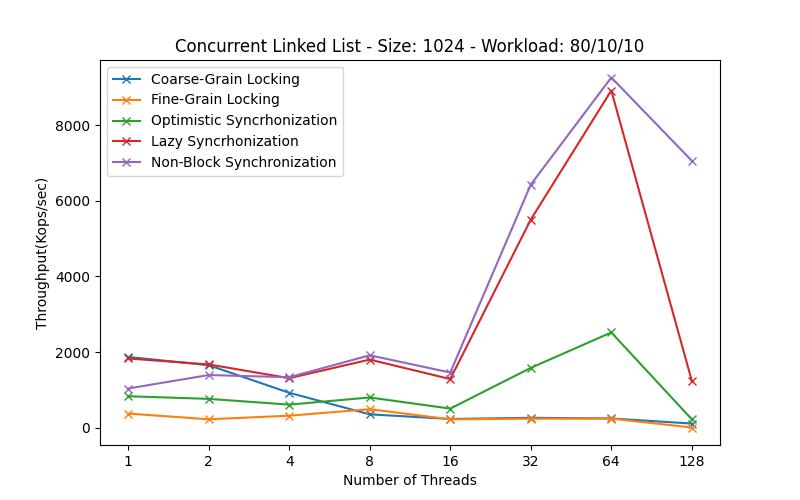 Concurrent Linked List - Size: 1024 - Workload: 80/10/10
Coarse-Grain Locking
Fine-Grain Locking
Optimistic Syncrhonization
Lazy Syncrhonization
Non-Block Synchronization
Throughput(Kops/sec)
8000
6000
4000
2000
0
1 2 4 8 16 32 64 128
Number of Threads